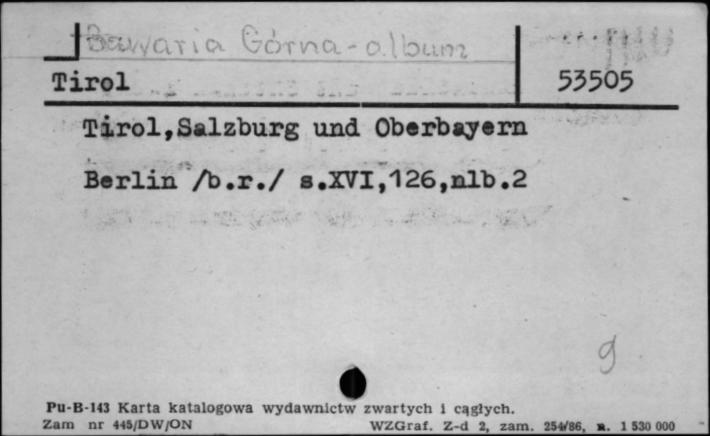 Bawaria Górna - album
Tirol 53505
Tirol,Salzburg und Oberbayern
Berlin /b.r./ s.XVI,126,nlb.2
9
Pu-B-143 Karta katalogowa wydawnictw zwartych i ciągłych.
Zam nr 445/DW/ON WZGraf. Z-d 2, zam. 254/86, n. 1 530 000